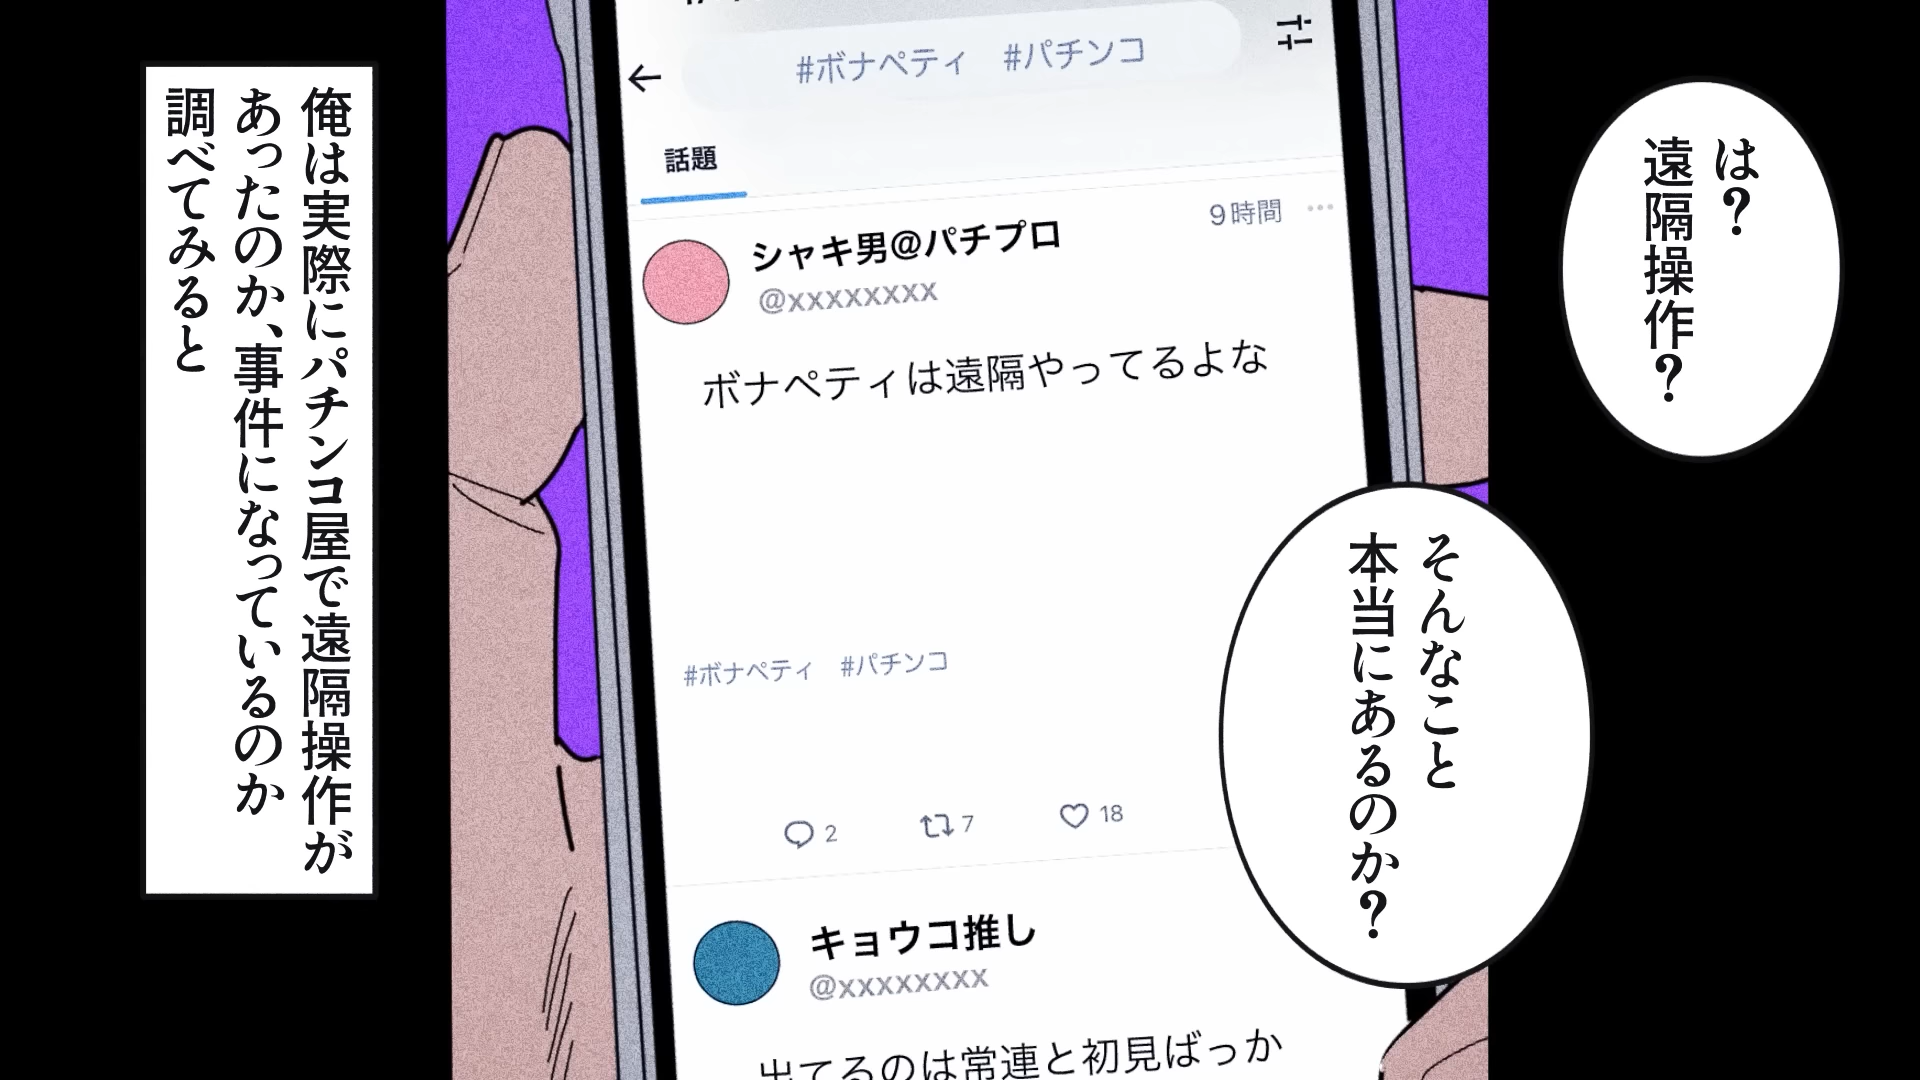 は？
遠隔操作？
そんなこと
本当にあるのか？
#ボナペティ #パチンコ
話題
シャキ男@パチプロ
9時間
@xxxxxxxx
ボナペティは遠隔やってるよな
#ボナペティ #パチンコ
2 7 18
キョウコ推し
@xxxxxxxx
出てるのは常連と初見ばっか
俺は実際にパチンコ屋で遠隔操作が
あったのか、事件になっているのか
調べてみると